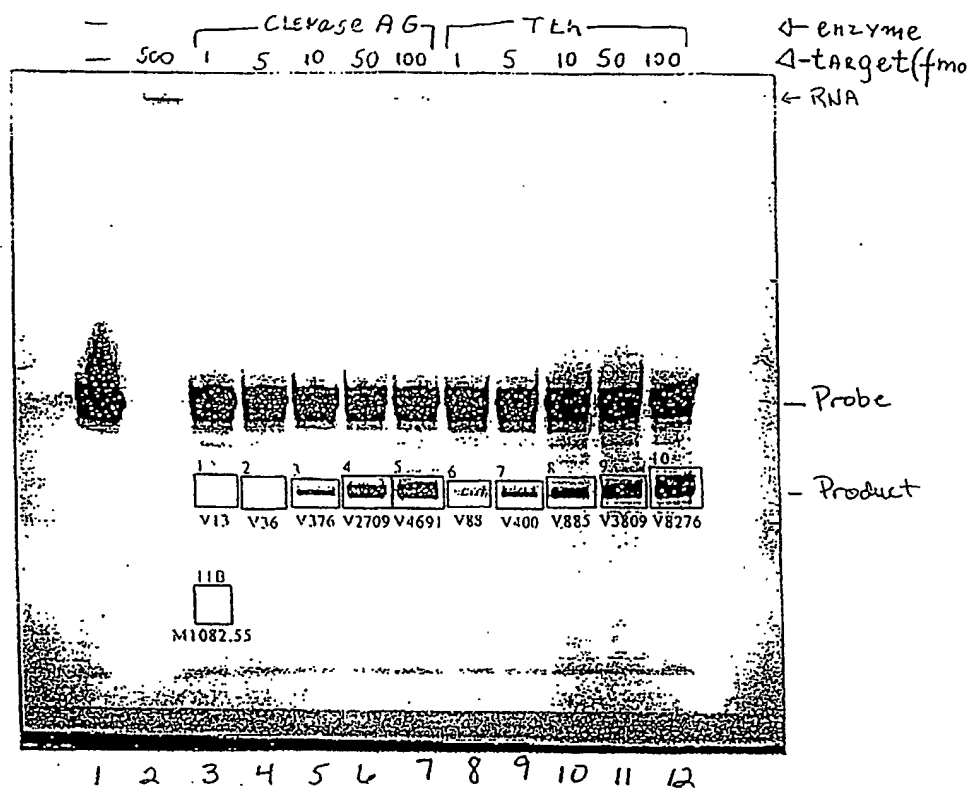 — Clevase AG Tth ◁- enzyme
— 500 1 5 10 50 100 1 5 10 50 100 ◁-target(fmo
← RNA
— Probe
1 2 3 4 5 6 7 8 9 10
- Product
V13 V36 V376 V2709 V4691 V88 V400 V885 V3809 V8276
11B
M1082.55
1 2 3 4 5 6 7 8 9 10 11 12